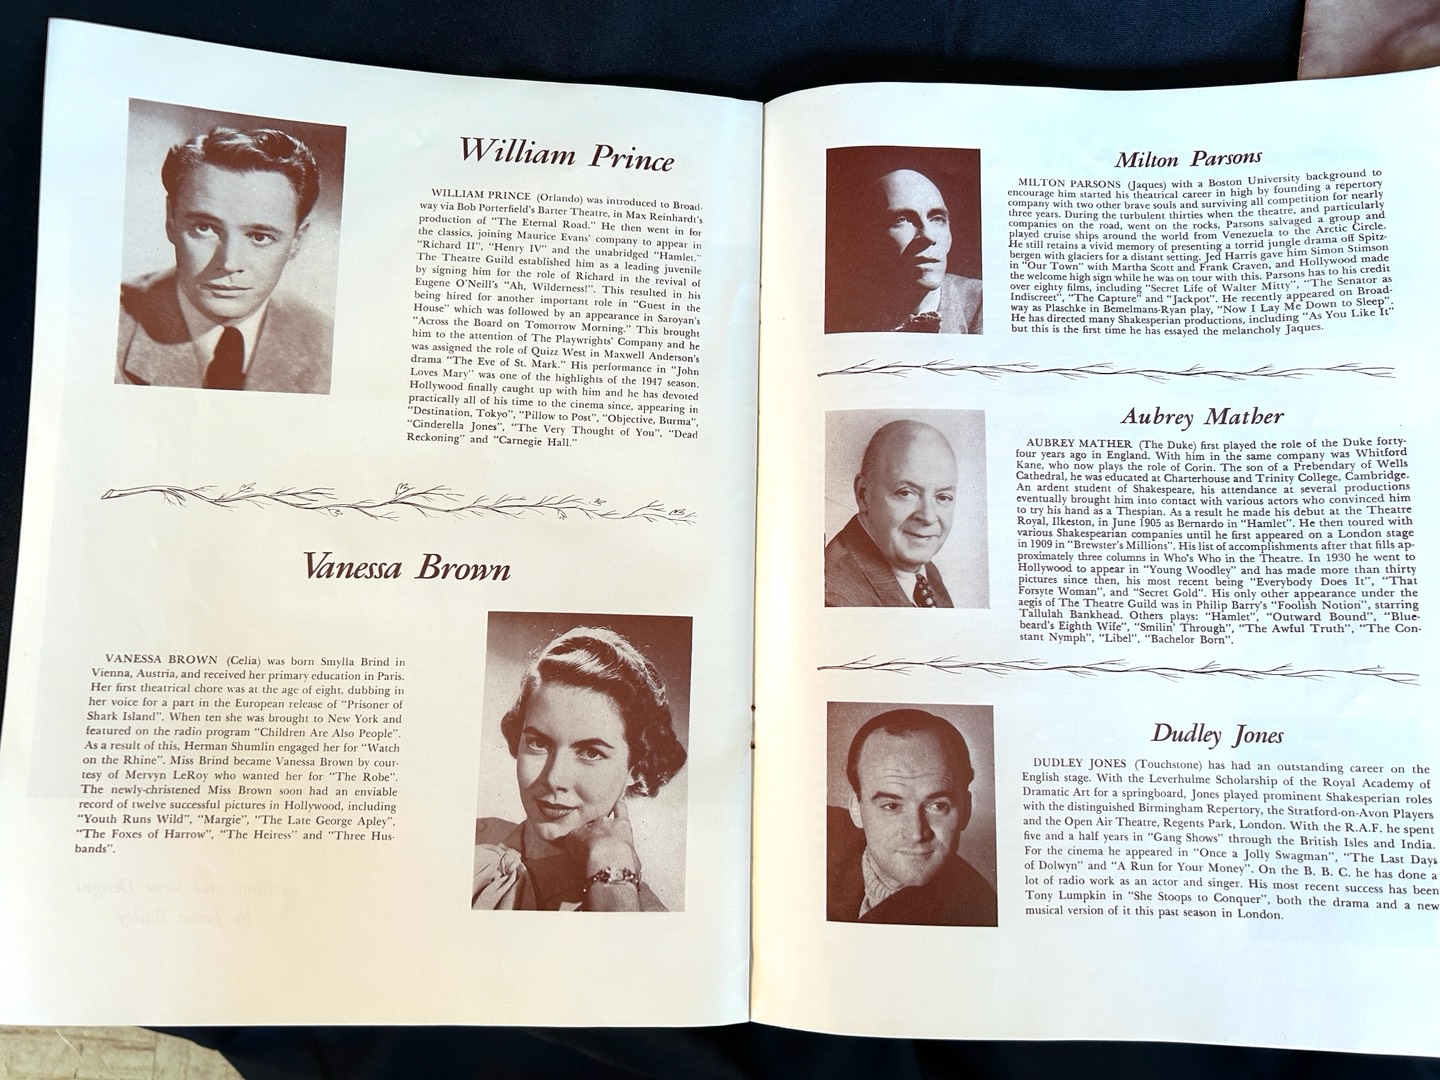 William Prince
WILLIAM PRINCE (Orlando) was introduced to Broad-
way via Bob Porterfield's Barter Theatre, in Max Reinhardt's
production of "The Eternal Road." He then went in for
the classics, joining Maurice Evans' company to appear in
"Richard II", "Henry IV" and the unabridged "Hamlet."
The Theatre Guild established him as a leading juvenile
by signing him for the role of Richard in the revival of
Eugene O'Neill's "Ah, Wilderness!". This resulted in his
being hired for another important role in "Guest in the
House" which was followed by an appearance in Saroyan's
"Across the Board on Tomorrow Morning." This brought
him to the attention of The Playwrights' Company and he
was assigned the role of Quizz West in Maxwell Anderson's
drama "The Eve of St. Mark." His performance in "John
Loves Mary" was one of the highlights of the 1947 season.
Hollywood finally caught up with him and he has devoted
practically all of his time to the cinema since, appearing in
"Destination, Tokyo", "Pillow to Post", "Objective, Burma",
"Cinderella Jones", "The Very Thought of You", "Dead
Reckoning" and "Carnegie Hall."
Vanessa Brown
VANESSA BROWN (Celia) was born Smylla Brind in
Vienna, Austria, and received her primary education in Paris.
Her first theatrical chore was at the age of eight, dubbing in
her voice for a part in the European release of "Prisoner of
Shark Island". When ten she was brought to New York and
featured on the radio program "Children Are Also People".
As a result of this, Herman Shumlin engaged her for "Watch
on the Rhine". Miss Brind became Vanessa Brown by cour-
tesy of Mervyn LeRoy who wanted her for "The Robe".
The newly-christened Miss Brown soon had an enviable
record of twelve successful pictures in Hollywood, including
"Youth Runs Wild", "Margie", "The Late George Apley",
"The Foxes of Harrow", "The Heiress" and "Three Hus-
bands".
Milton Parsons
MILTON PARSONS (Jaques) with a Boston University background to
encourage him started his theatrical career in high by founding a repertory
company with two other brave souls and surviving all competition for nearly
three years. During the turbulent thirties when the theatre, and particularly
companies on the road, went on the rocks, Parsons salvaged a group and
played cruise ships around the world from Venezuela to the Arctic Circle.
He still retains a vivid memory of presenting a torrid jungle drama off Spitz-
bergen with glaciers for a distant setting. Jed Harris gave him Simon Stimson
in "Our Town" with Martha Scott and Frank Craven, and Hollywood made
the welcome high sign while he was on tour with this. Parsons has to his credit
over eighty films, including "Secret Life of Walter Mitty", "The Senator as
Indiscreet", "The Capture" and "Jackpot". He recently appeared on Broad-
way as Plaschke in Bemelmans-Ryan play, "Now I Lay Me Down to Sleep".
He has directed many Shakesperian productions, including "As You Like It"
but this is the first time he has essayed the melancholy Jaques.
Aubrey Mather
AUBREY MATHER (The Duke) first played the role of the Duke forty-
four years ago in England. With him in the same company was Whitford
Kane, who now plays the role of Corin. The son of a Prebendary of Wells
Cathedral, he was educated at Charterhouse and Trinity College, Cambridge.
An ardent student of Shakespeare, his attendance at several productions
eventually brought him into contact with various actors who convinced him
to try his hand as a Thespian. As a result he made his debut at the Theatre
Royal, Ilkeston, in June 1905 as Bernardo in "Hamlet". He then toured with
various Shakespearian companies until he first appeared on a London stage
in 1909 in "Brewster's Millions". His list of accomplishments after that fills ap-
proximately three columns in Who's Who in the Theatre. In 1930 he went to
Hollywood to appear in "Young Woodley" and has made more than thirty
pictures since then, his most recent being "Everybody Does It", "That
Forsyte Woman", and "Secret Gold". His only other appearance under the
aegis of The Theatre Guild was in Philip Barry's "Foolish Notion", starring
Tallulah Bankhead. Others plays: "Hamlet", "Outward Bound", "Blue-
beard's Eighth Wife", "Smilin' Through", "The Awful Truth", "The Con-
stant Nymph", "Libel", "Bachelor Born".
Dudley Jones
DUDLEY JONES (Touchstone) has had an outstanding career on the
English stage. With the Leverhulme Scholarship of the Royal Academy of
Dramatic Art for a springboard, Jones played prominent Shakesperian roles
with the distinguished Birmingham Repertory, the Stratford-on-Avon Players
and the Open Air Theatre, Regents Park, London. With the R.A.F. he spent
five and a half years in "Gang Shows" through the British Isles and India.
For the cinema he appeared in "Once a Jolly Swagman", "The Last Days
of Dolwyn" and "A Run for Your Money". On the B. B. C. he has done a
lot of radio work as an actor and singer. His most recent success has been
Tony Lumpkin in "She Stoops to Conquer", both the drama and a new
musical version of it this past season in London.